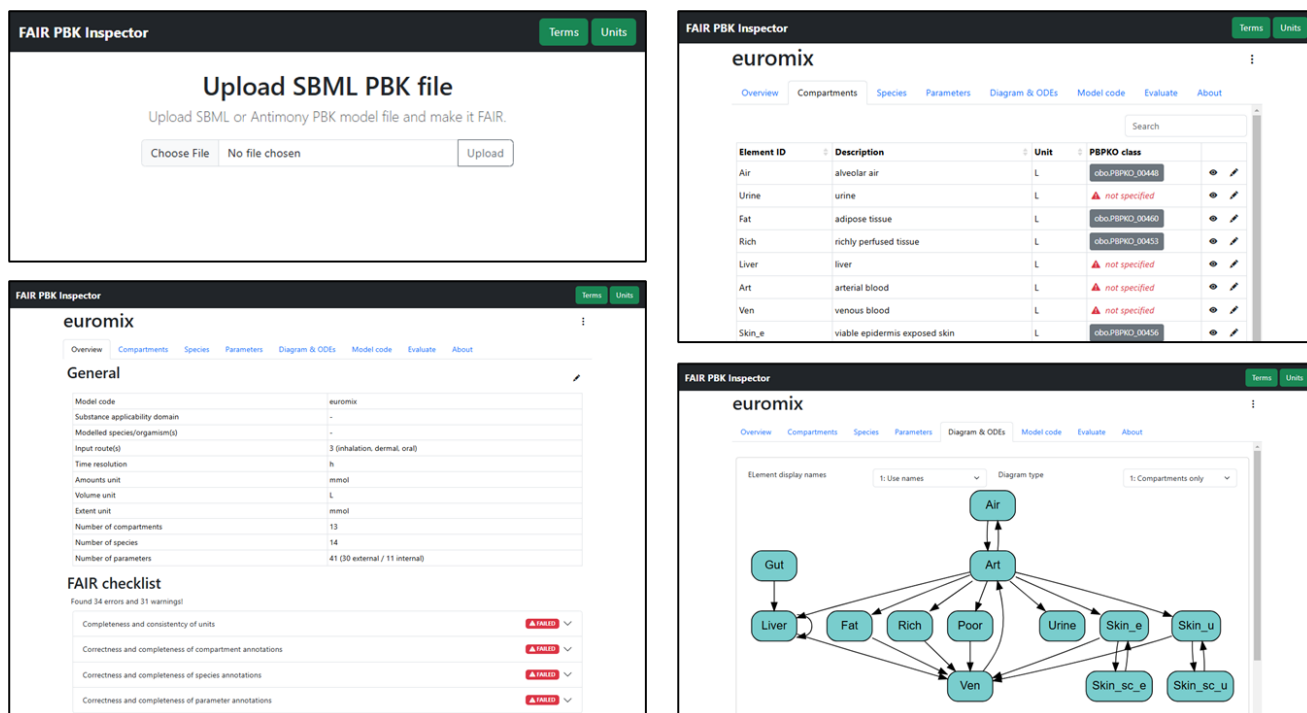 FAIR PBK Inspector
Terms Units
Upload SBML PBK file
Upload SBML or Antimony PBK model file and make it FAIR.
Choose File No file chosen Upload
FAIR PBK Inspector
Terms Units
euromix
Overview Compartments Species Parameters Diagram & ODEs Model code Evaluate About
General
Model code euromix
Substance applicability domain -
Modelled species/orgamism(s) -
Input route(s) 3 (inhalation, dermal, oral)
Time resolution h
Amounts unit mmol
Volume unit L
Extent unit mmol
Number of compartments 13
Number of species 14
Number of parameters 41 (30 external / 11 internal)
FAIR checklist
Found 34 errors and 31 warnings!
Completeness and consistentcy of units FAILED
Correctness and completeness of compartment annotations FAILED
Correctness and completeness of species annotations FAILED
Correctness and completeness of parameter annotations FAILED
FAIR PBK Inspector
Terms Units
euromix
Overview Compartments Species Parameters Diagram & ODEs Model code Evaluate About
Search
Element ID Description Unit PBPKO class
Air alveolar air L obo.PBPKO_00448
Urine urine L not specified
Fat adipose tissue L obo.PBPKO_00460
Rich richly perfused tissue L obo.PBPKO_00453
Liver liver L not specified
Art arterial blood L not specified
Ven venous blood L not specified
Skin_e viable epidermis exposed skin L obo.PBPKO_00456
FAIR PBK Inspector
Terms Units
euromix
Overview Compartments Species Parameters Diagram & ODEs Model code Evaluate About
ELement display names 1: Use names Diagram type 1: Compartments only
Air
Gut Art
Liver Fat Rich Poor Urine Skin_e Skin_u
Ven Skin_sc_e Skin_sc_u